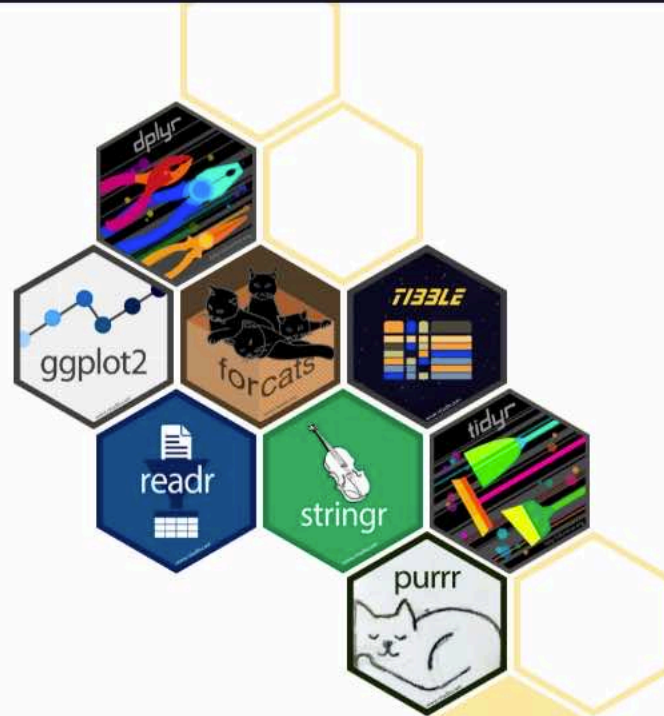 dplyr
ggplot2
forcats
TIBBLE
readr
stringr
tidyr
purrr